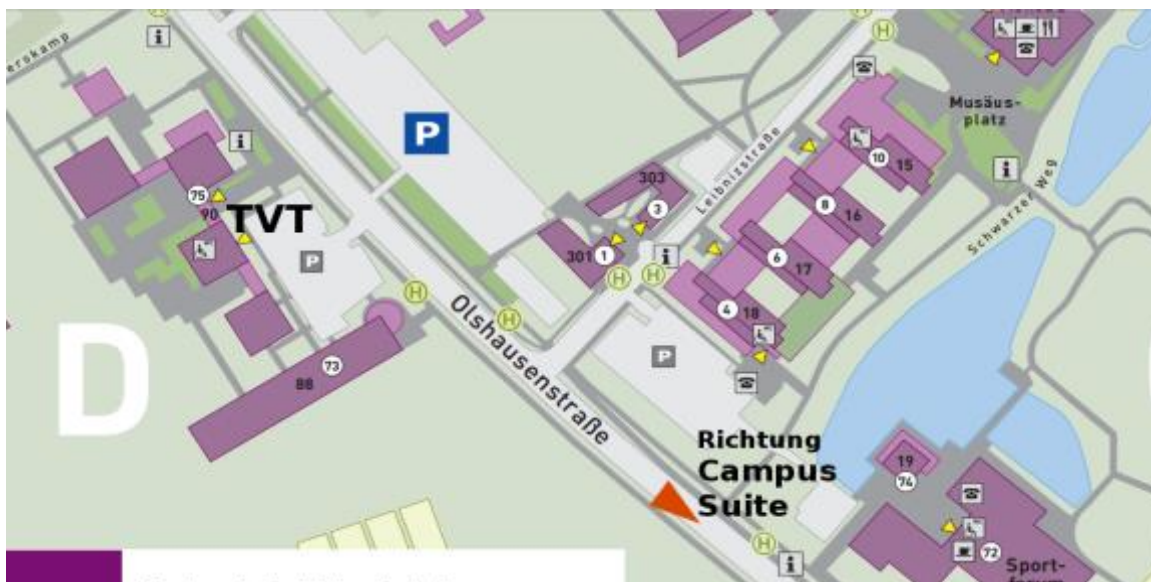 H
i
H
erskamp
i
Musäus-
platz
P
Leibnizstraße
10
15
i
303
75
90
TVT
3
8
16
Schwarzer Weg
301
1
i
6
17
P
H
H
H
H
4
18
Olshausenstraße
P
D
73
88
Richtung
Campus
Suite
19
74
H
i
72
Sport-
forum